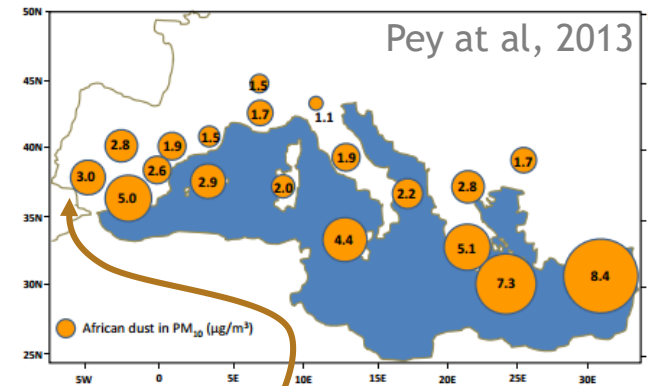 50N
Pey at al, 2013
45N
1.5
1.7
1.1
40N
2.8
1.9
1.5
1.9
1.7
3.0
2.6
2.9
2.0
2.2
2.8
5.0
35N
4.4
5.1
30N
7.3
8.4
African dust in PM10 (µg/m³)
25N
5W
0
5E
10E
15E
20E
25E
30E